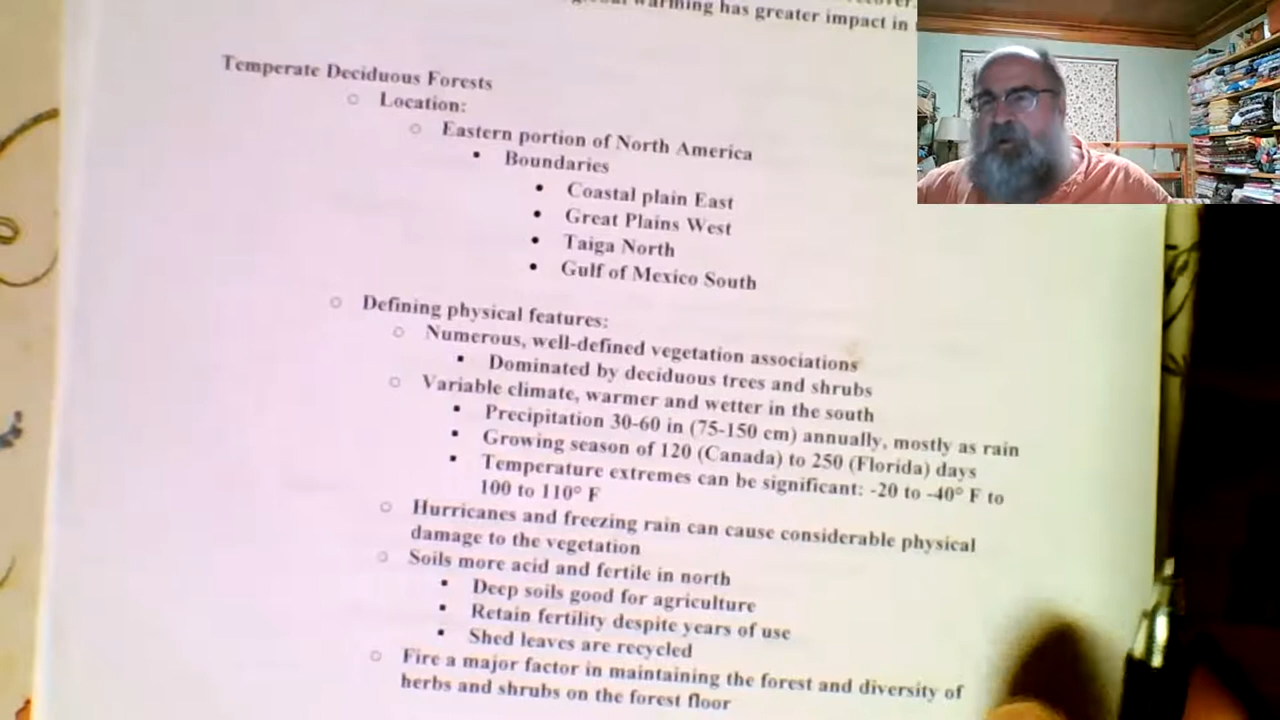 warming has greater impact in
Temperate Deciduous Forests
Location:
Eastern portion of North America
Boundaries
Coastal plain East
Great Plains West
Taiga North
Gulf of Mexico South
Defining physical features:
Numerous, well-defined vegetation associations
Dominated by deciduous trees and shrubs
Variable climate, warmer and wetter in the south
Precipitation 30-60 in (75-150 cm) annually, mostly as rain
Growing season of 120 (Canada) to 250 (Florida) days
Temperature extremes can be significant: -20 to -40° F to
100 to 110° F
Hurricanes and freezing rain can cause considerable physical
damage to the vegetation
Soils more acid and fertile in north
Deep soils good for agriculture
Retain fertility despite years of use
Shed leaves are recycled
Fire a major factor in maintaining the forest and diversity of
herbs and shrubs on the forest floor